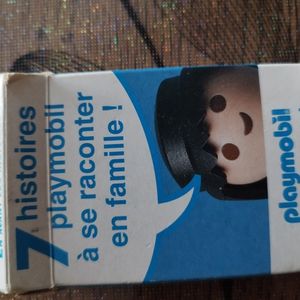 7 histoires
playmobil
à se raconter
en famille !
playmobil